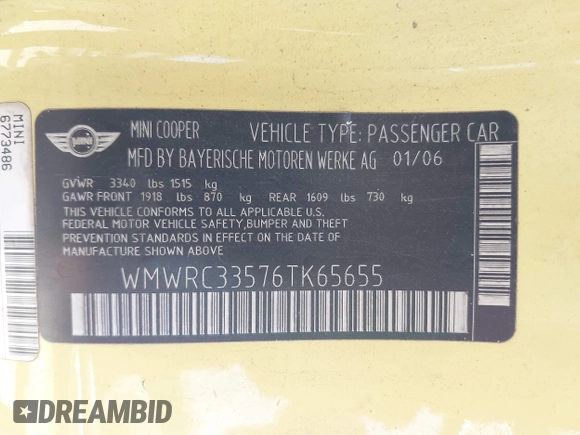 MINI
6773486
MINI
MINI COOPER
VEHICLE TYPE: PASSENGER CAR
MFD BY BAYERISCHE MOTOREN WERKE AG 01/06
GVWR 3340 lbs 1515 kg
GAWR FRONT 1918 lbs 870 kg REAR 1609 lbs 730 kg
THIS VEHICLE CONFORMS TO ALL APPLICABLE U.S.
FEDERAL MOTOR VEHICLE SAFETY, BUMPER AND THEFT
PREVENTION STANDARDS IN EFFECT ON THE DATE OF
MANUFACTURE SHOWN ABOVE
WMWRC33576TK65655
DREAMBID